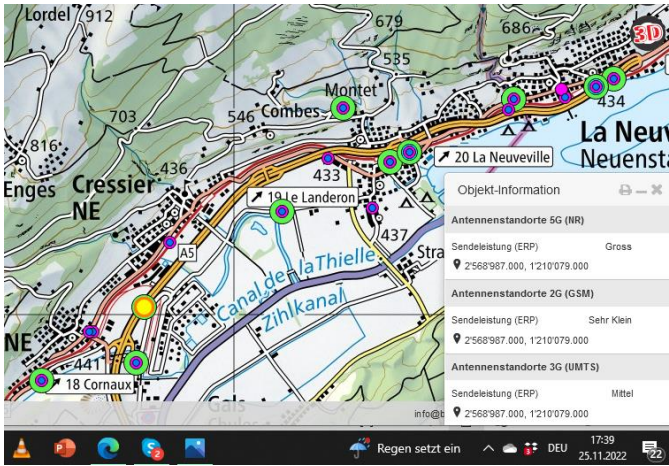 Lordel
912
679
686
3D
535
Montet
703
546
Combes
434
816
La Neuv
436
20 La Neuveville
Neuensta
Enges
Cressier
433
NE
19 Le Landeron
Objekt-Information
Antennenstandorte 5G (NR)
437
Sendeleistung (ERP) Gross
A5
Stra
2'568'987.000, 1'210'079.000
Canal de la Thielle
Antennenstandorte 2G (GSM)
Zihlkanal
Sendeleistung (ERP) Sehr Klein
NE
2'568'987.000, 1'210'079.000
441
Antennenstandorte 3G (UMTS)
18 Cornaux
Sendeleistung (ERP) Mittel
Gals
info@b
2'568'987.000, 1'210'079.000
Regen setzt ein
DEU
17:39
25.11.2022
2
22